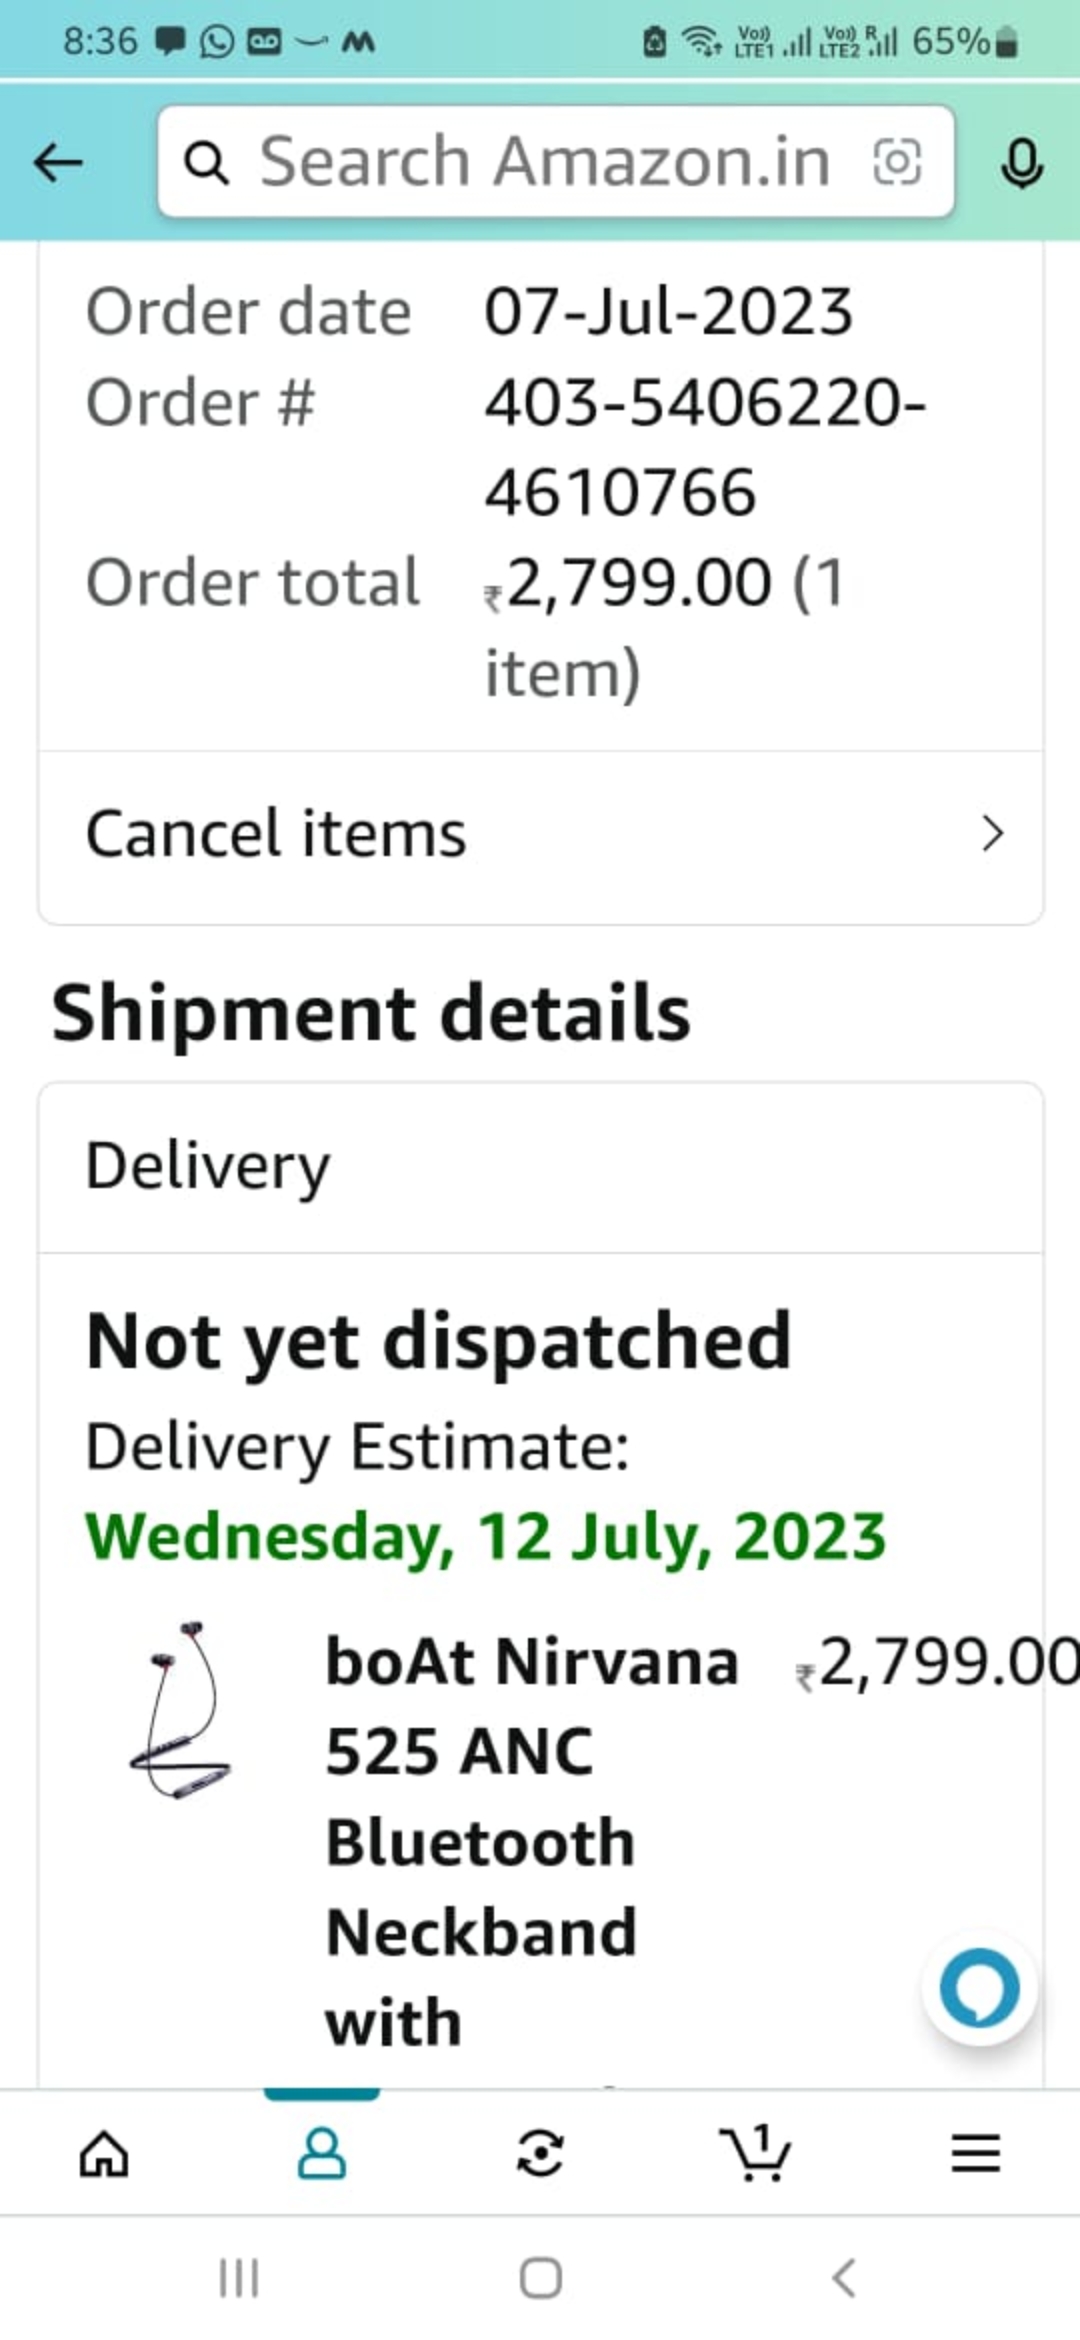 8:36 Vo)) LTE1 Vo)) R LTE2 65%
Search Amazon.in
Order date 07-Jul-2023
Order # 403-5406220-
4610766
Order total ₹2,799.00 (1
item)
Cancel items
Shipment details
Delivery
Not yet dispatched
Delivery Estimate:
Wednesday, 12 July, 2023
boAt Nirvana ₹2,799.00
525 ANC
Bluetooth
Neckband
with
1